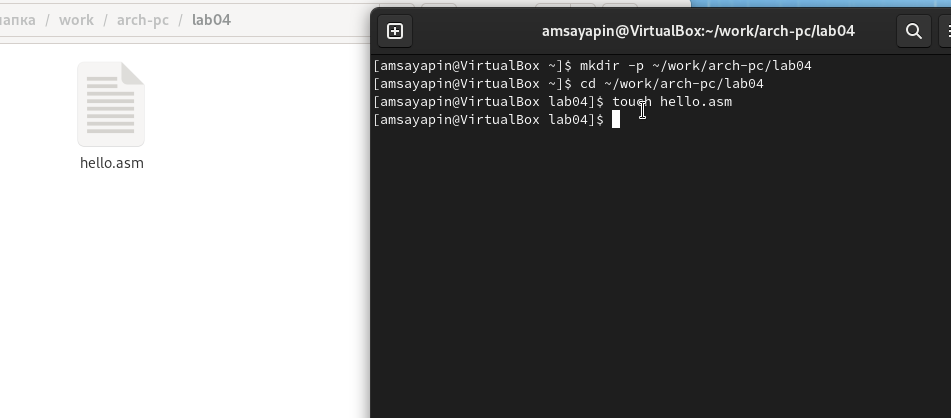 папка / work / arch-pc / lab04
hello.asm
amsayapin@VirtualBox:~/work/arch-pc/lab04
[amsayapin@VirtualBox ~]$ mkdir -p ~/work/arch-pc/lab04
[amsayapin@VirtualBox ~]$ cd ~/work/arch-pc/lab04
[amsayapin@VirtualBox lab04]$ touch hello.asm
[amsayapin@VirtualBox lab04]$